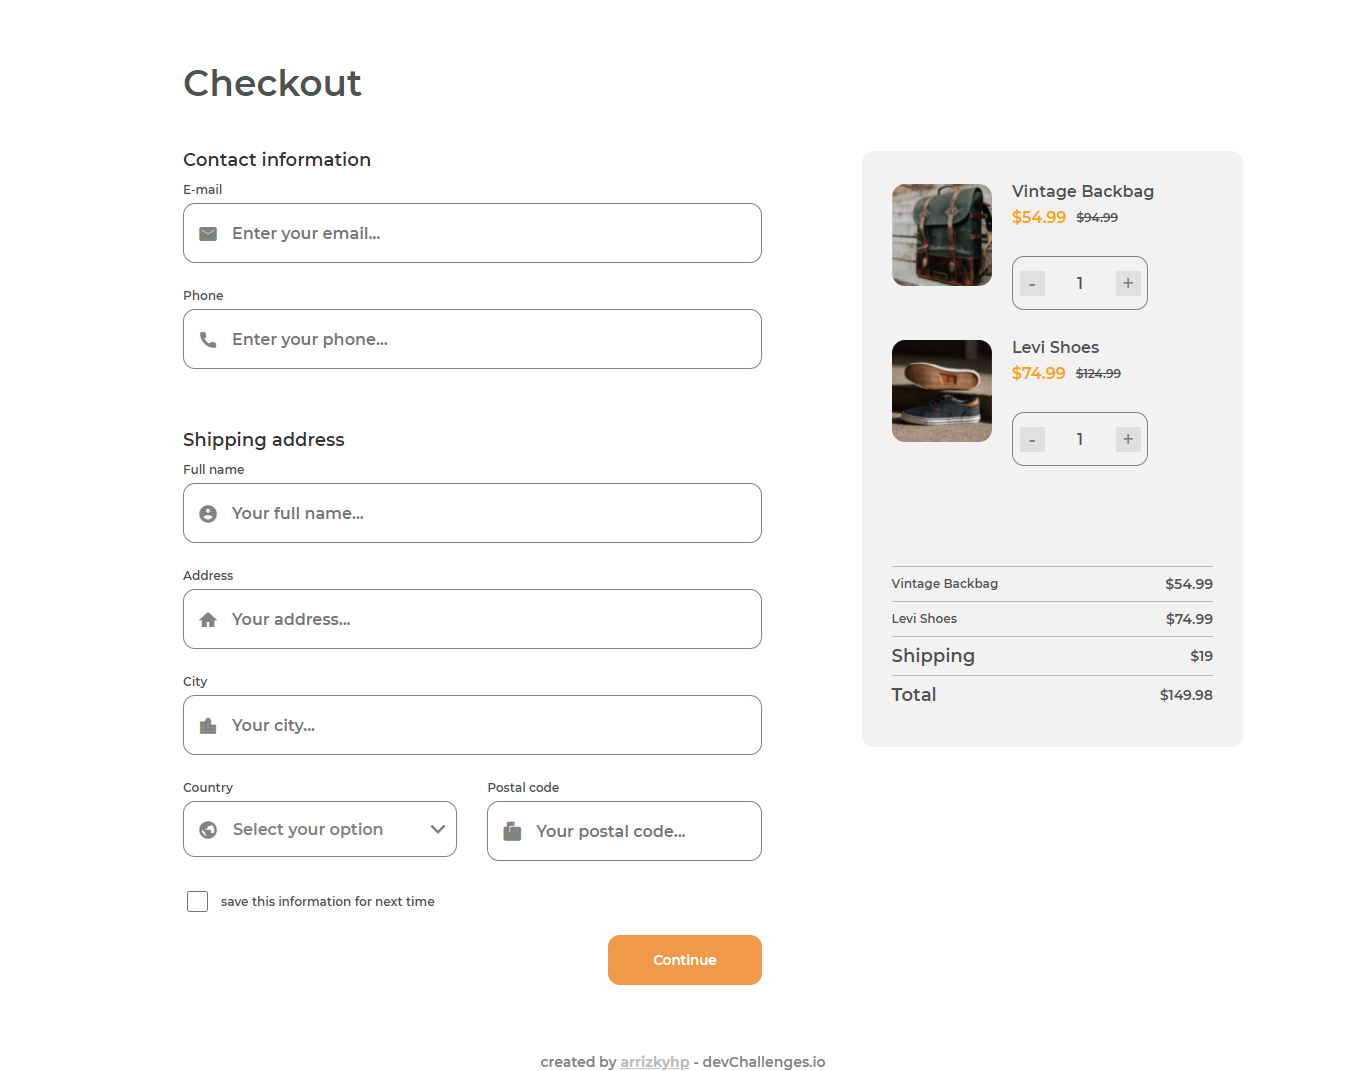 Checkout
Contact information
E-mail
Enter your email...
Phone
Enter your phone...
Shipping address
Full name
Your full name...
Address
Your address...
City
Your city...
Country
Select your option
Postal code
Your postal code...
save this information for next time
Continue
Vintage Backbag
$54.99 $94.99
- 1 +
Levi Shoes
$74.99 $124.99
- 1 +
Vintage Backbag $54.99
Levi Shoes $74.99
Shipping $19
Total $149.98
created by arrizkyhp - devChallenges.io